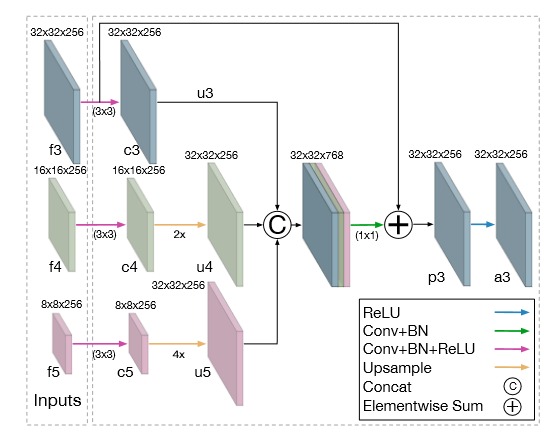 32x32x256
32x32x256
(3x3)
u3
f3
c3
16x16x256
16x16x256
32x32x256
32x32x768
32x32x256
32x32x256
(3x3)
2x
C
(1x1)
+
f4
c4
u4
p3
a3
8x8x256
8x8x256
32x32x256
(3x3)
4x
f5
c5
u5
Inputs
ReLU
Conv+BN
Conv+BN+ReLU
Upsample
Concat C
Elementwise Sum +